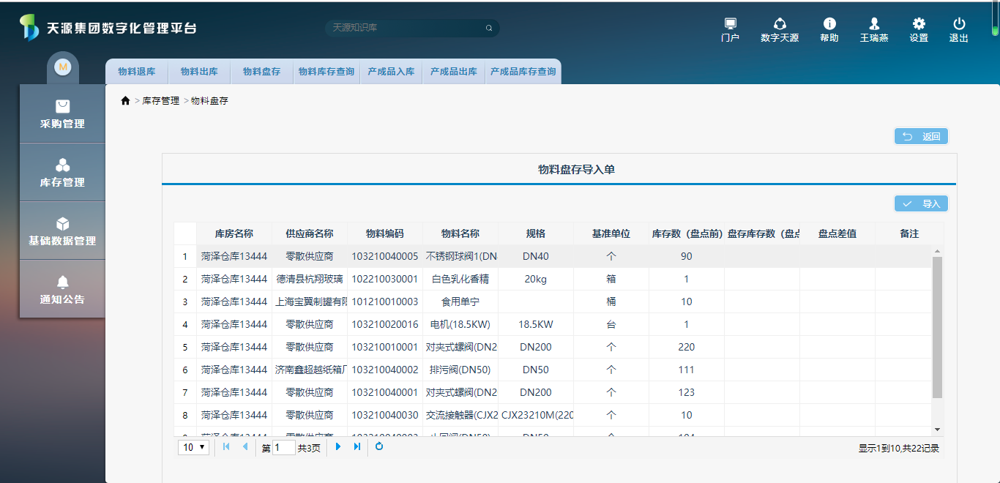 天源集团数字化管理平台
天源知识库
门户 数字天源 帮助 王瑞燕 设置 退出
M
物料退库 物料出库 物料盘存 物料库存查询 产成品入库 产成品出库 产成品库存查询
> 库存管理 > 物料盘存
采购管理
库存管理
基础数据管理
通知公告
返回
物料盘存导入单
导入
库房名称 供应商名称 物料编码 物料名称 规格 基准单位 库存数（盘点前） 盘存库存数（盘点 盘点差值 备注
1 菏泽仓库13444 零散供应商 103210040005 不锈钢球阀1(DN DN40 个 90
2 菏泽仓库13444 德清县杭翔玻璃 102210030001 白色乳化香精 20kg 箱 1
3 菏泽仓库13444 上海宝翼制罐有限 101210010003 食用单宁 桶 10
4 菏泽仓库13444 零散供应商 103210020016 电机(18.5KW) 18.5KW 台 1
5 菏泽仓库13444 零散供应商 103210010001 对夹式螺阀(DN2 DN200 个 220
6 菏泽仓库13444 济南鑫超越纸箱厂 103210040002 排污阀(DN50) DN50 个 111
7 菏泽仓库13444 零散供应商 103210040001 对夹式螺阀(DN2 DN200 个 123
8 菏泽仓库13444 零散供应商 103210040030 交流接触器(CJX2 CJX23210M(220 个 10
10 第 1 共3页
显示1到10,共22记录